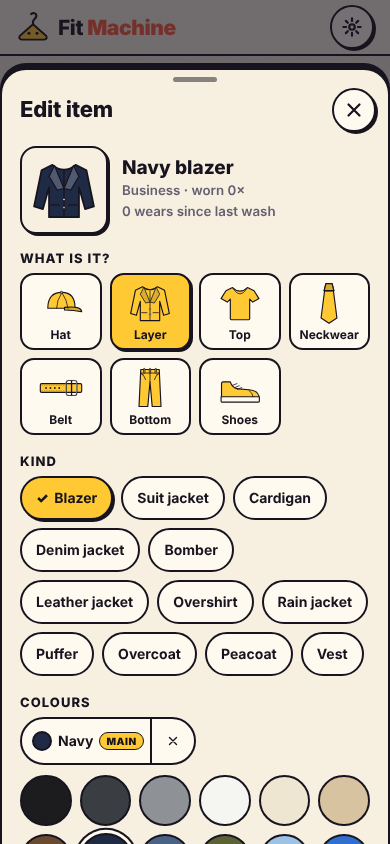 Fit Machine
Edit item
Navy blazer
Business · worn 0×
0 wears since last wash
WHAT IS IT?
Hat Layer Top Neckwear
Belt Bottom Shoes
KIND
✓ Blazer Suit jacket Cardigan
Denim jacket Bomber
Leather jacket Overshirt Rain jacket
Puffer Overcoat Peacoat Vest
COLOURS
Navy MAIN ×